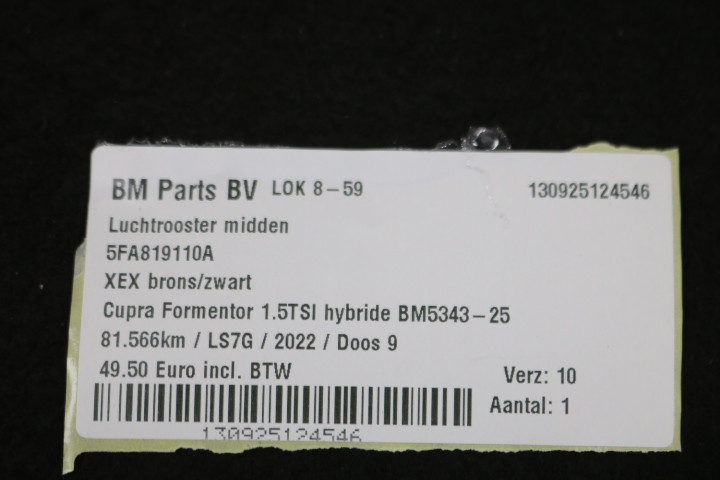 BM Parts BV LOK 8-59 130925124546
Luchtrooster midden
5FA819110A
XEX brons/zwart
Cupra Formentor 1.5TSI hybride BM5343-25
81.566km / LS7G / 2022 / Doos 9
49.50 Euro incl. BTW Verz: 10
Aantal: 1
130925124546